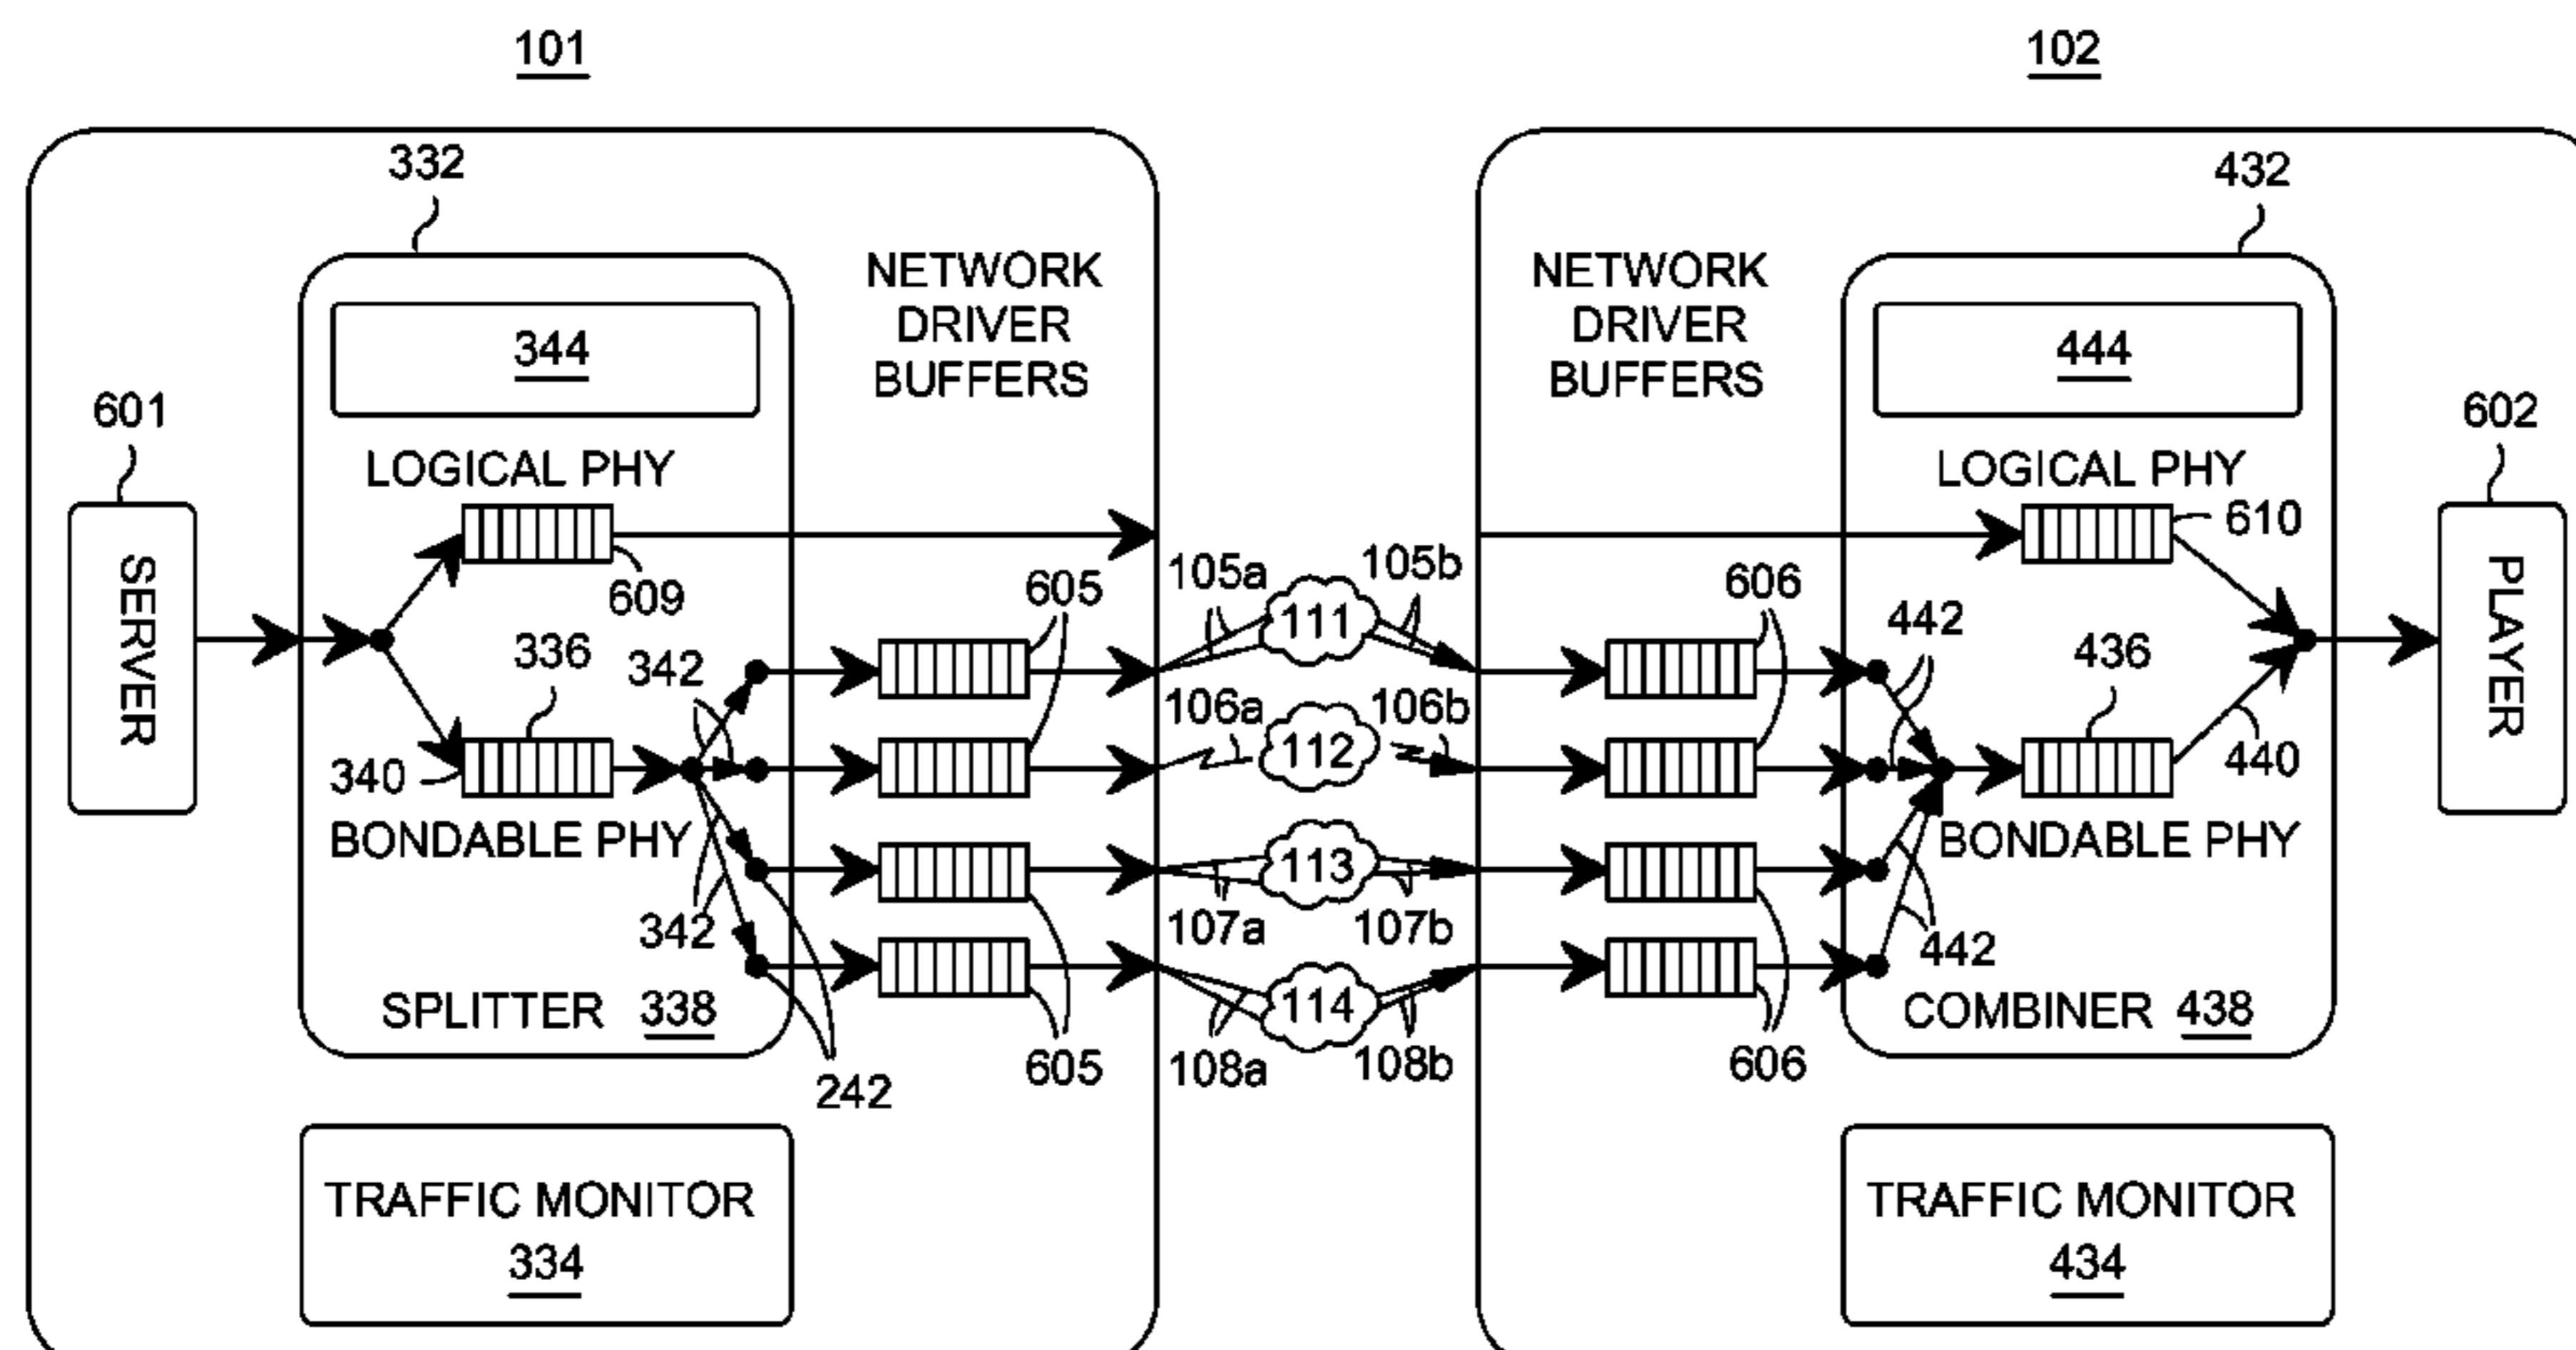 101
102
332
432
NETWORK
DRIVER
BUFFERS
NETWORK
DRIVER
BUFFERS
344
444
601
602
LOGICAL PHY
LOGICAL PHY
609
610
SERVER
PLAYER
336
342
605
105a
111
105b
606
442
436
106a
112
106b
340
440
BONDABLE PHY
BONDABLE PHY
113
342
107a
107b
442
SPLITTER 338
114
COMBINER 438
242
605
108a
108b
606
TRAFFIC MONITOR
334
TRAFFIC MONITOR
434